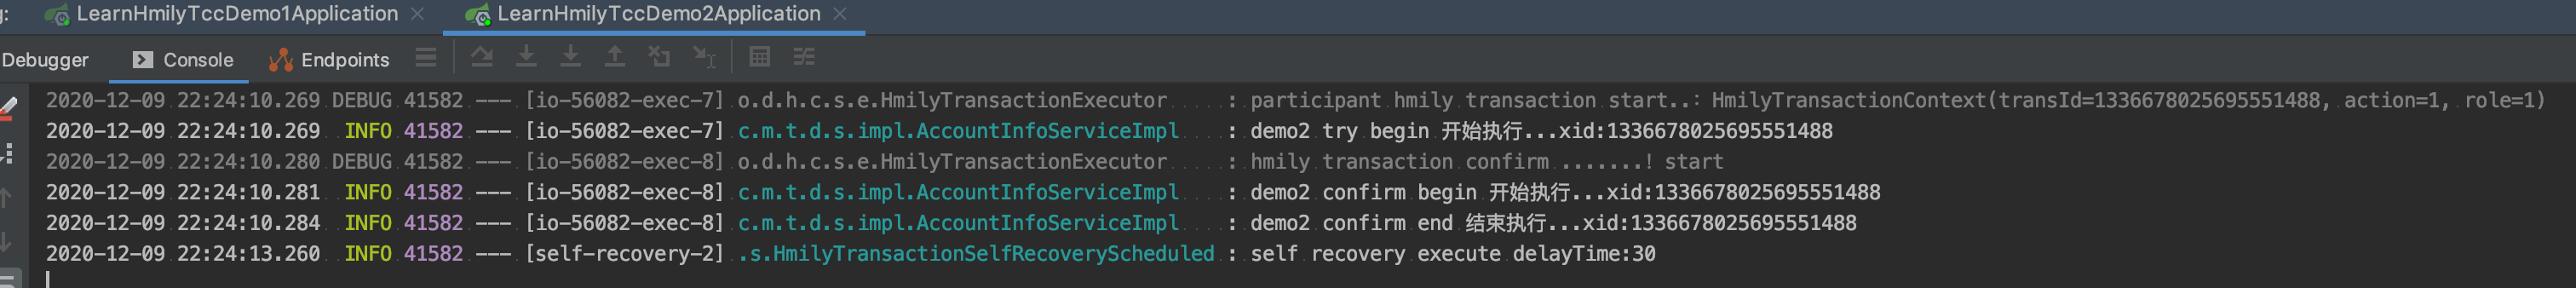 g: LearnHmilyTccDemo1Application × LearnHmilyTccDemo2Application ×
Debugger Console Endpoints
2020-12-09 22:24:10.269 DEBUG 41582 --- [io-56082-exec-7] o.d.h.c.s.e.HmilyTransactionExecutor : participant hmily transaction start..: HmilyTransactionContext(transId=1336678025695551488, action=1, role=1)
2020-12-09 22:24:10.269 INFO 41582 --- [io-56082-exec-7] c.m.t.d.s.impl.AccountInfoServiceImpl : demo2 try begin 开始执行...xid:1336678025695551488
2020-12-09 22:24:10.280 DEBUG 41582 --- [io-56082-exec-8] o.d.h.c.s.e.HmilyTransactionExecutor : hmily transaction confirm .......! start
2020-12-09 22:24:10.281 INFO 41582 --- [io-56082-exec-8] c.m.t.d.s.impl.AccountInfoServiceImpl : demo2 confirm begin 开始执行...xid:1336678025695551488
2020-12-09 22:24:10.284 INFO 41582 --- [io-56082-exec-8] c.m.t.d.s.impl.AccountInfoServiceImpl : demo2 confirm end 结束执行...xid:1336678025695551488
2020-12-09 22:24:13.260 INFO 41582 --- [self-recovery-2] .s.HmilyTransactionSelfRecoveryScheduled : self recovery execute delayTime:30